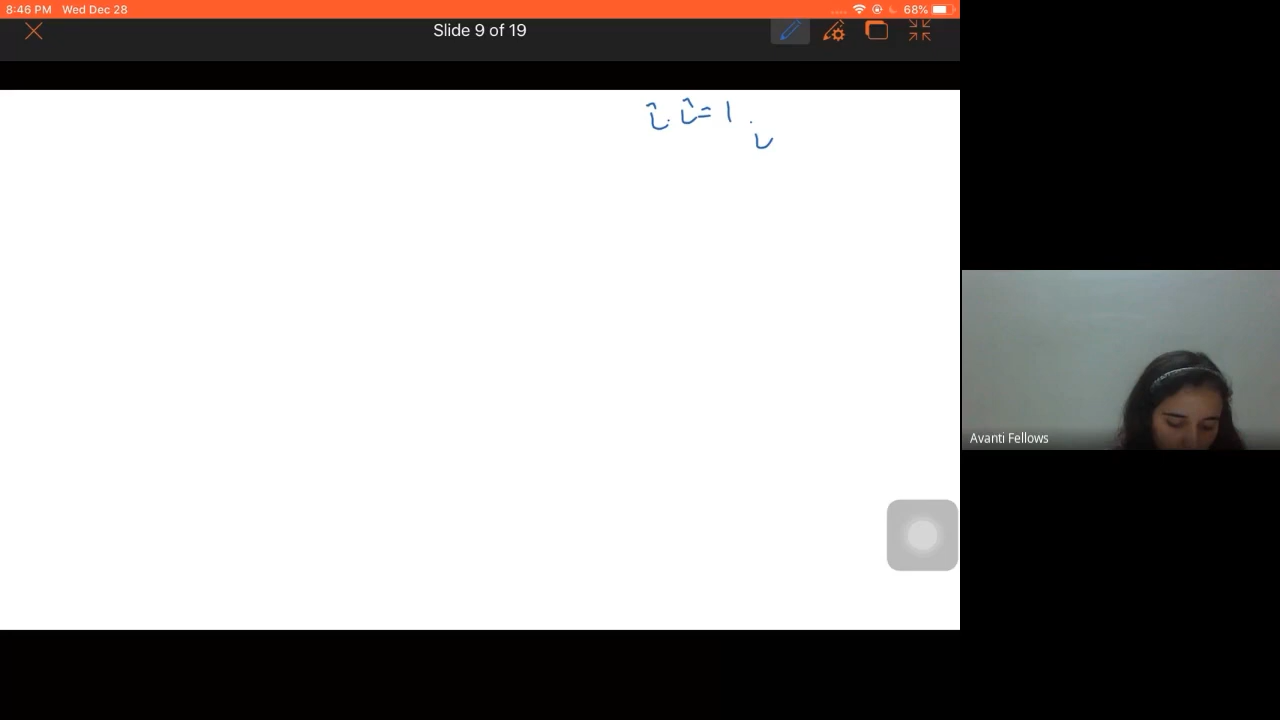 8:46 PM Wed Dec 28
68%
Slide 9 of 19
î . î = 1 .
i
Avanti Fellows